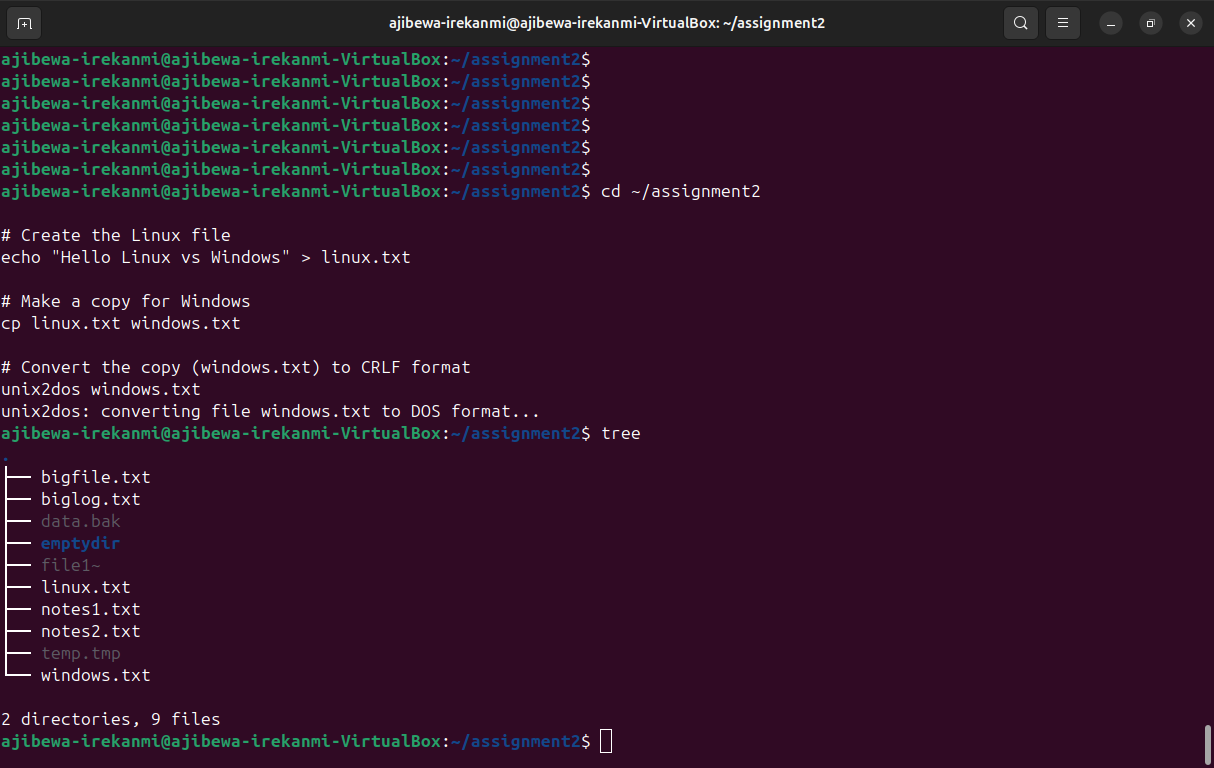 ajibewa-irekanmi@ajibewa-irekanmi-VirtualBox: ~/assignment2
ajibewa-irekanmi@ajibewa-irekanmi-VirtualBox:~/assignment2$
ajibewa-irekanmi@ajibewa-irekanmi-VirtualBox:~/assignment2$
ajibewa-irekanmi@ajibewa-irekanmi-VirtualBox:~/assignment2$
ajibewa-irekanmi@ajibewa-irekanmi-VirtualBox:~/assignment2$
ajibewa-irekanmi@ajibewa-irekanmi-VirtualBox:~/assignment2$
ajibewa-irekanmi@ajibewa-irekanmi-VirtualBox:~/assignment2$
ajibewa-irekanmi@ajibewa-irekanmi-VirtualBox:~/assignment2$ cd ~/assignment2
# Create the Linux file
echo "Hello Linux vs Windows" > linux.txt
# Make a copy for Windows
cp linux.txt windows.txt
# Convert the copy (windows.txt) to CRLF format
unix2dos windows.txt
unix2dos: converting file windows.txt to DOS format...
ajibewa-irekanmi@ajibewa-irekanmi-VirtualBox:~/assignment2$ tree
.
├── bigfile.txt
├── biglog.txt
├── data.bak
├── emptydir
├── file1~
├── linux.txt
├── notes1.txt
├── notes2.txt
├── temp.tmp
└── windows.txt
2 directories, 9 files
ajibewa-irekanmi@ajibewa-irekanmi-VirtualBox:~/assignment2$